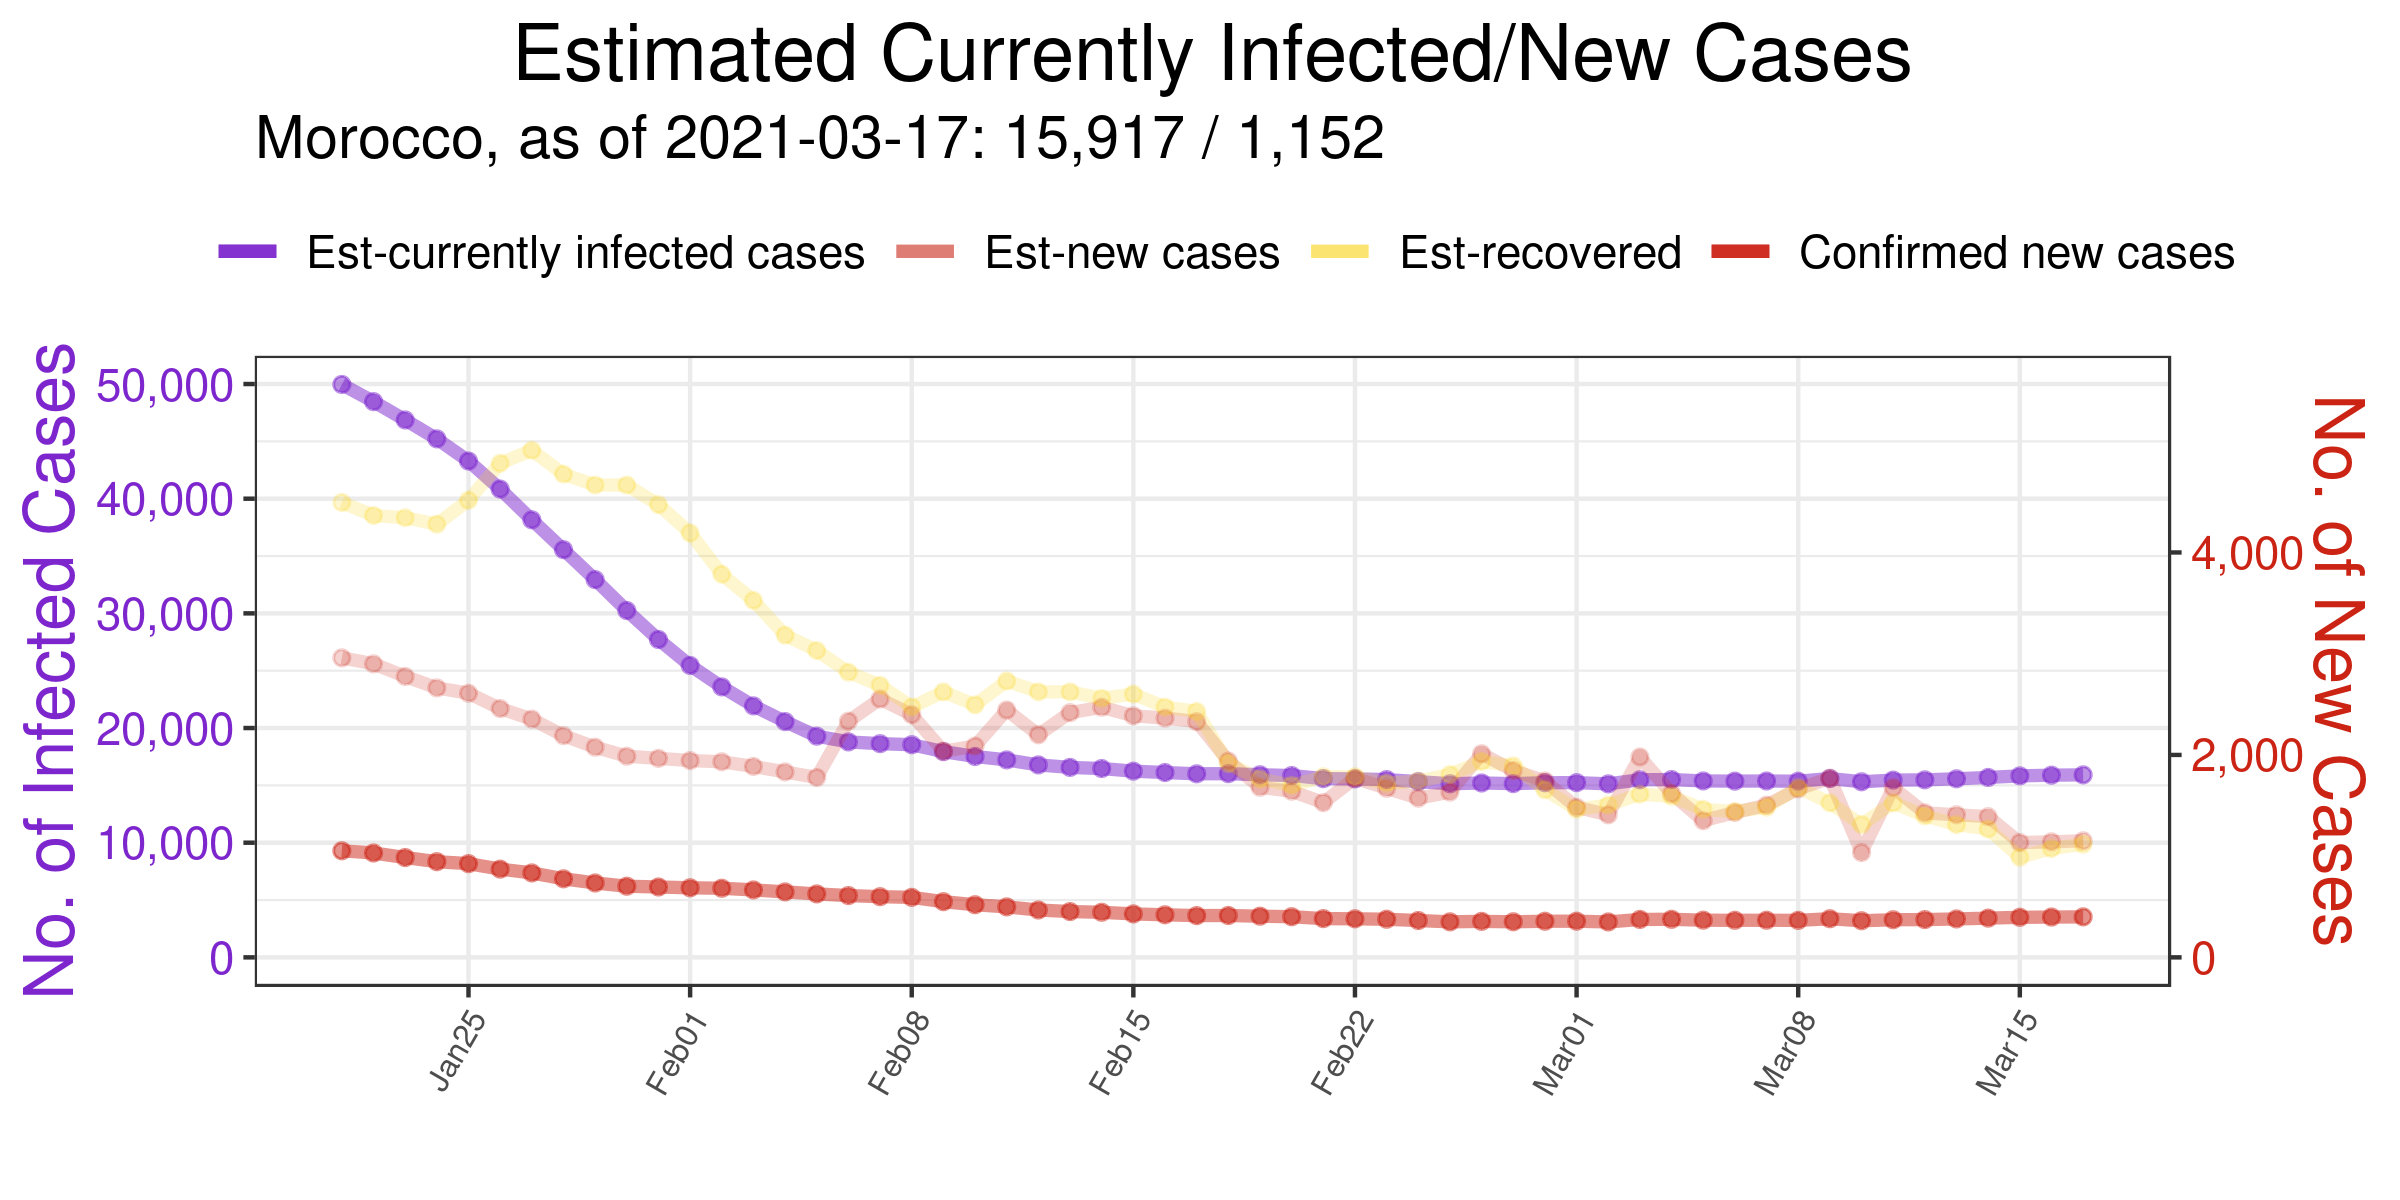 Estimated Currently Infected/New Cases
Morocco, as of 2021-03-17: 15,917 / 1,152
Est-currently infected cases Est-new cases Est-recovered Confirmed new cases
No. of Infected Cases
50,000
40,000
30,000
20,000
10,000
0
4,000
2,000
0
No. of New Cases
Jan25 Feb01 Feb08 Feb15 Feb22 Mar01 Mar08 Mar15